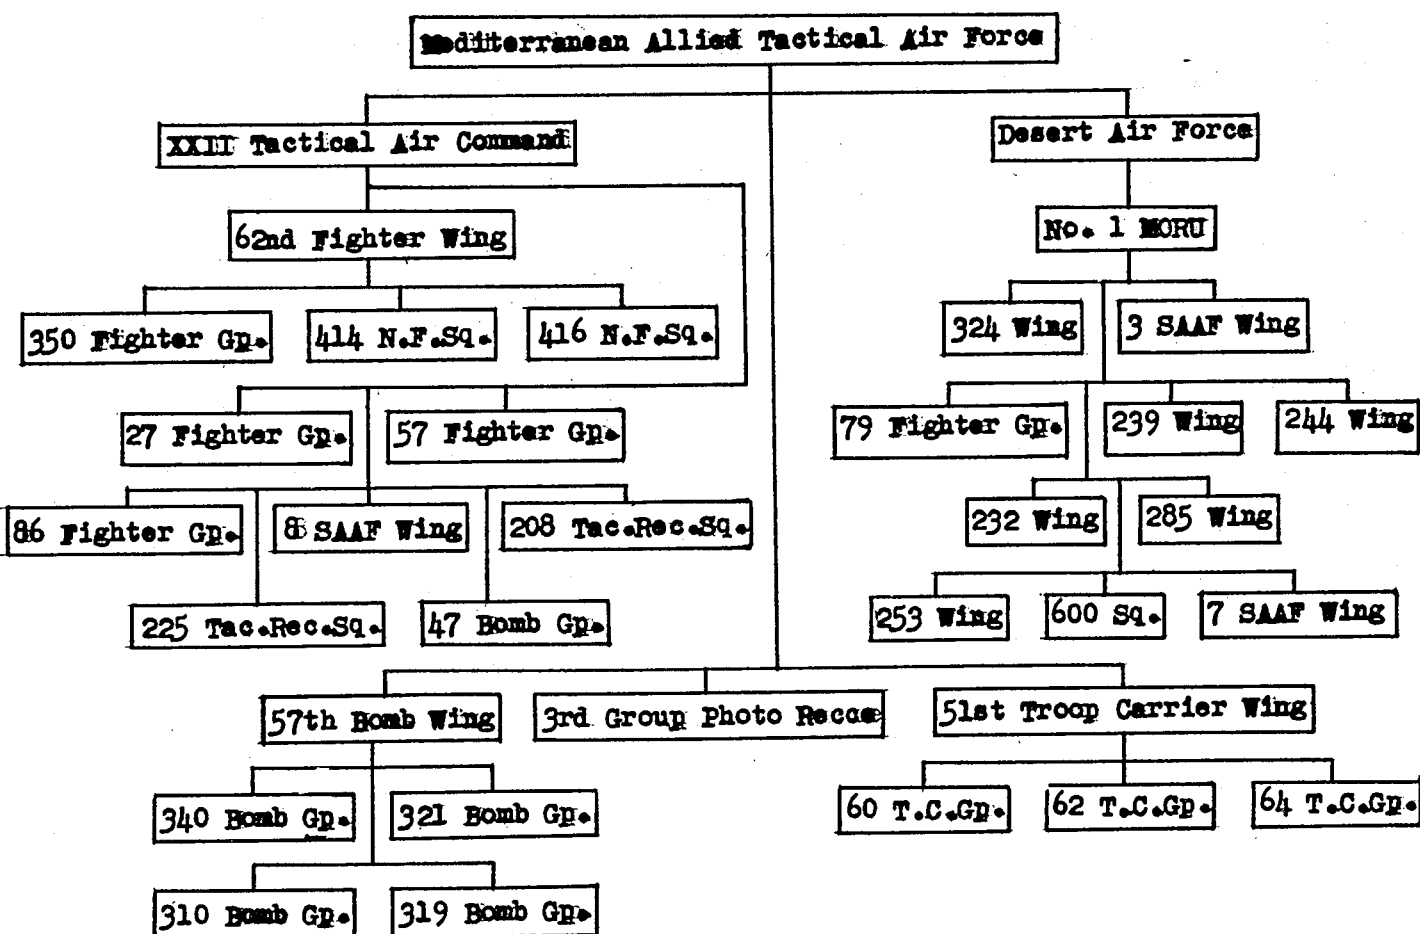 Mediterranean Allied Tactical Air Force
XXII Tactical Air Command
Desert Air Force
62nd Fighter Wing
No. 1 MORU
350 Fighter Gp.
414 N.F.Sq.
416 N.F.Sq.
324 Wing
3 SAAF Wing
27 Fighter Gp.
57 Fighter Gp.
79 Fighter Gp.
239 Wing
244 Wing
86 Fighter Gp.
8 SAAF Wing
208 Tac.Rec.Sq.
232 Wing
285 Wing
225 Tac.Rec.Sq.
47 Bomb Gp.
253 Wing
600 Sq.
7 SAAF Wing
57th Bomb Wing
3rd Group Photo Recce
51st Troop Carrier Wing
340 Bomb Gp.
321 Bomb Gp.
60 T.C.Gp.
62 T.C.Gp.
64 T.C.Gp.
310 Bomb Gp.
319 Bomb Gp.